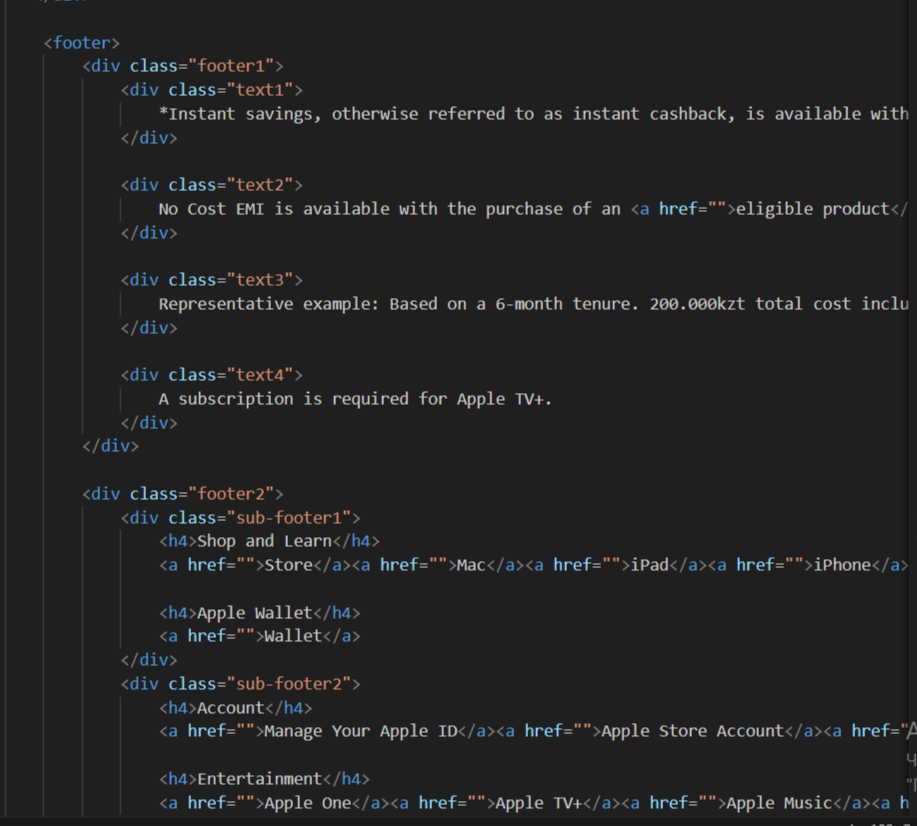 <footer>
<div class="footer1">
<div class="text1">
*Instant savings, otherwise referred to as instant cashback, is available with
</div>
<div class="text2">
No Cost EMI is available with the purchase of an <a href="">eligible product</
</div>
<div class="text3">
Representative example: Based on a 6-month tenure. 200.000kzt total cost inclu
</div>
<div class="text4">
A subscription is required for Apple TV+.
</div>
</div>
<div class="footer2">
<div class="sub-footer1">
<h4>Shop and Learn</h4>
<a href="">Store</a><a href="">Mac</a><a href="">iPad</a><a href="">iPhone</a>
<h4>Apple Wallet</h4>
<a href="">Wallet</a>
</div>
<div class="sub-footer2">
<h4>Account</h4>
<a href="">Manage Your Apple ID</a><a href="">Apple Store Account</a><a href="
<h4>Entertainment</h4>
<a href="">Apple One</a><a href="">Apple TV+</a><a href="">Apple Music</a><a h